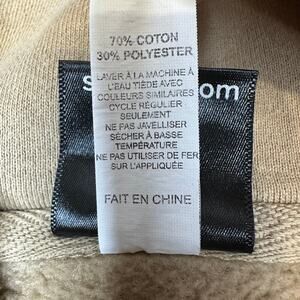 70% COTON
30% POLYESTER
LAVER À LA MACHINE À
L'EAU TIÈDE AVEC
COULEURS SIMILAIRES
CYCLE RÉGULIER
SEULEMENT
NE PAS JAVELLISER
SÉCHER À BASSE
TEMPÉRATURE
NE PAS UTILISER DE FER
SUR L'APPLIQUÉE
FAIT EN CHINE